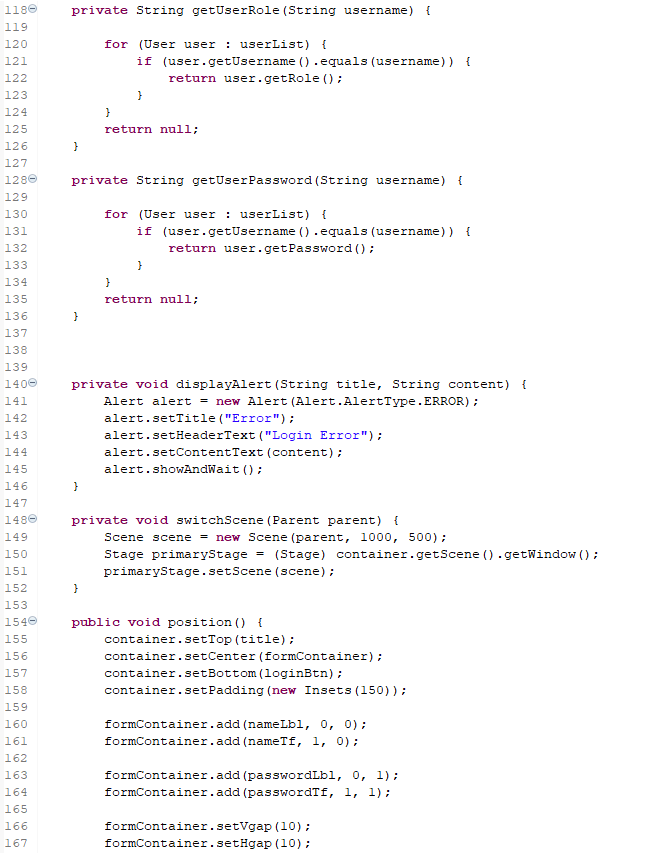 118    private String getUserRole(String username) {
119
120        for (User user : userList) {
121            if (user.getUsername().equals(username)) {
122                return user.getRole();
123            }
124        }
125        return null;
126    }
127
128    private String getUserPassword(String username) {
129
130        for (User user : userList) {
131            if (user.getUsername().equals(username)) {
132                return user.getPassword();
133            }
134        }
135        return null;
136    }
137
138
139
140    private void displayAlert(String title, String content) {
141        Alert alert = new Alert(Alert.AlertType.ERROR);
142        alert.setTitle("Error");
143        alert.setHeaderText("Login Error");
144        alert.setContentText(content);
145        alert.showAndWait();
146    }
147
148    private void switchScene(Parent parent) {
149        Scene scene = new Scene(parent, 1000, 500);
150        Stage primaryStage = (Stage) container.getScene().getWindow();
151        primaryStage.setScene(scene);
152    }
153
154    public void position() {
155        container.setTop(title);
156        container.setCenter(formContainer);
157        container.setBottom(loginBtn);
158        container.setPadding(new Insets(150));
159
160        formContainer.add(nameLbl, 0, 0);
161        formContainer.add(nameTf, 1, 0);
162
163        formContainer.add(passwordLbl, 0, 1);
164        formContainer.add(passwordTf, 1, 1);
165
166        formContainer.setVgap(10);
167        formContainer.setHgap(10);